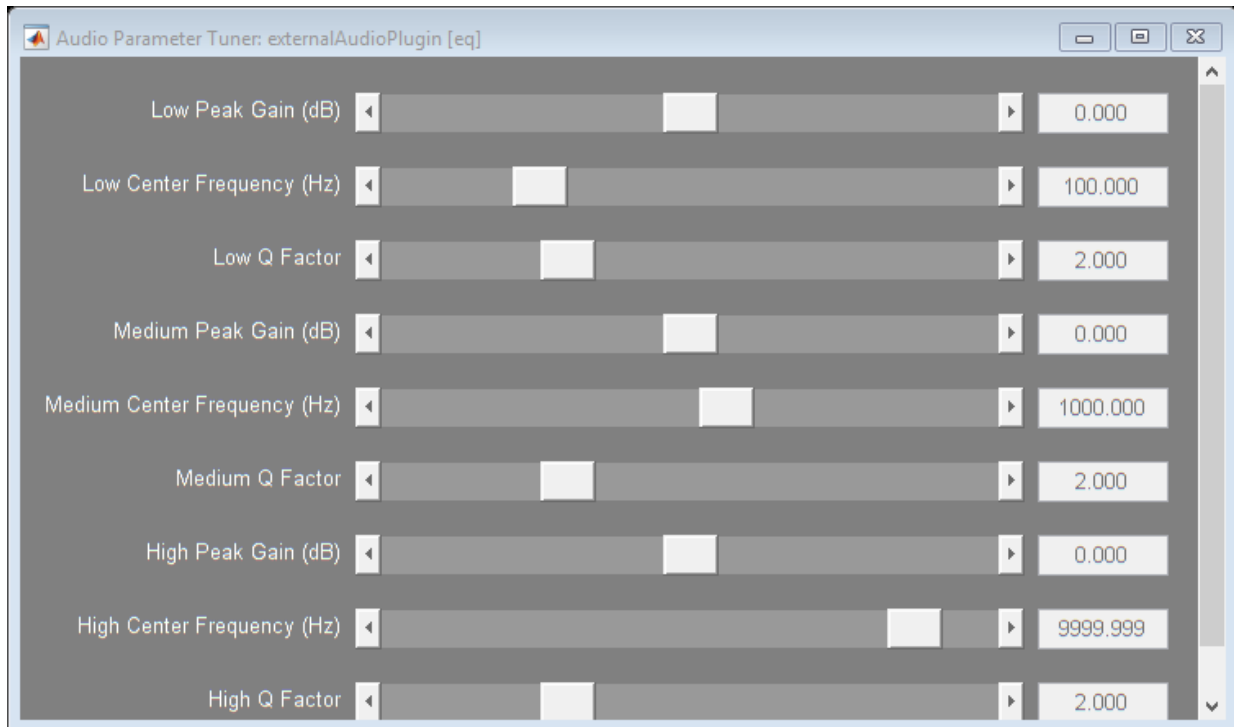 Audio Parameter Tuner: externalAudioPlugin [eq]
Low Peak Gain (dB) 0.000
Low Center Frequency (Hz) 100.000
Low Q Factor 2.000
Medium Peak Gain (dB) 0.000
Medium Center Frequency (Hz) 1000.000
Medium Q Factor 2.000
High Peak Gain (dB) 0.000
High Center Frequency (Hz) 9999.999
High Q Factor 2.000